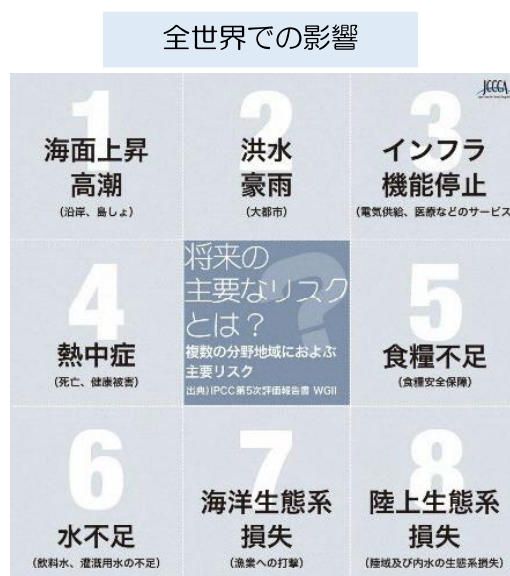 全世界での影響
JCCCA
1
海面上昇
高潮
(沿岸、島しょ)
2
洪水
豪雨
(大都市)
3
インフラ
機能停止
(電気供給、医療などのサービス
4
熱中症
(死亡、健康被害)
将来の
主要なリスク
とは?
複数の分野地域におよぶ
主要リスク
出典)IPCC第5次評価報告書 WGII
5
食糧不足
(食糧安全保障)
6
水不足
(飲料水、灌漑用水の不足)
7
海洋生態系
損失
(漁業への打撃)
8
陸上生態系
損失
(陸域及び内水の生態系損失)